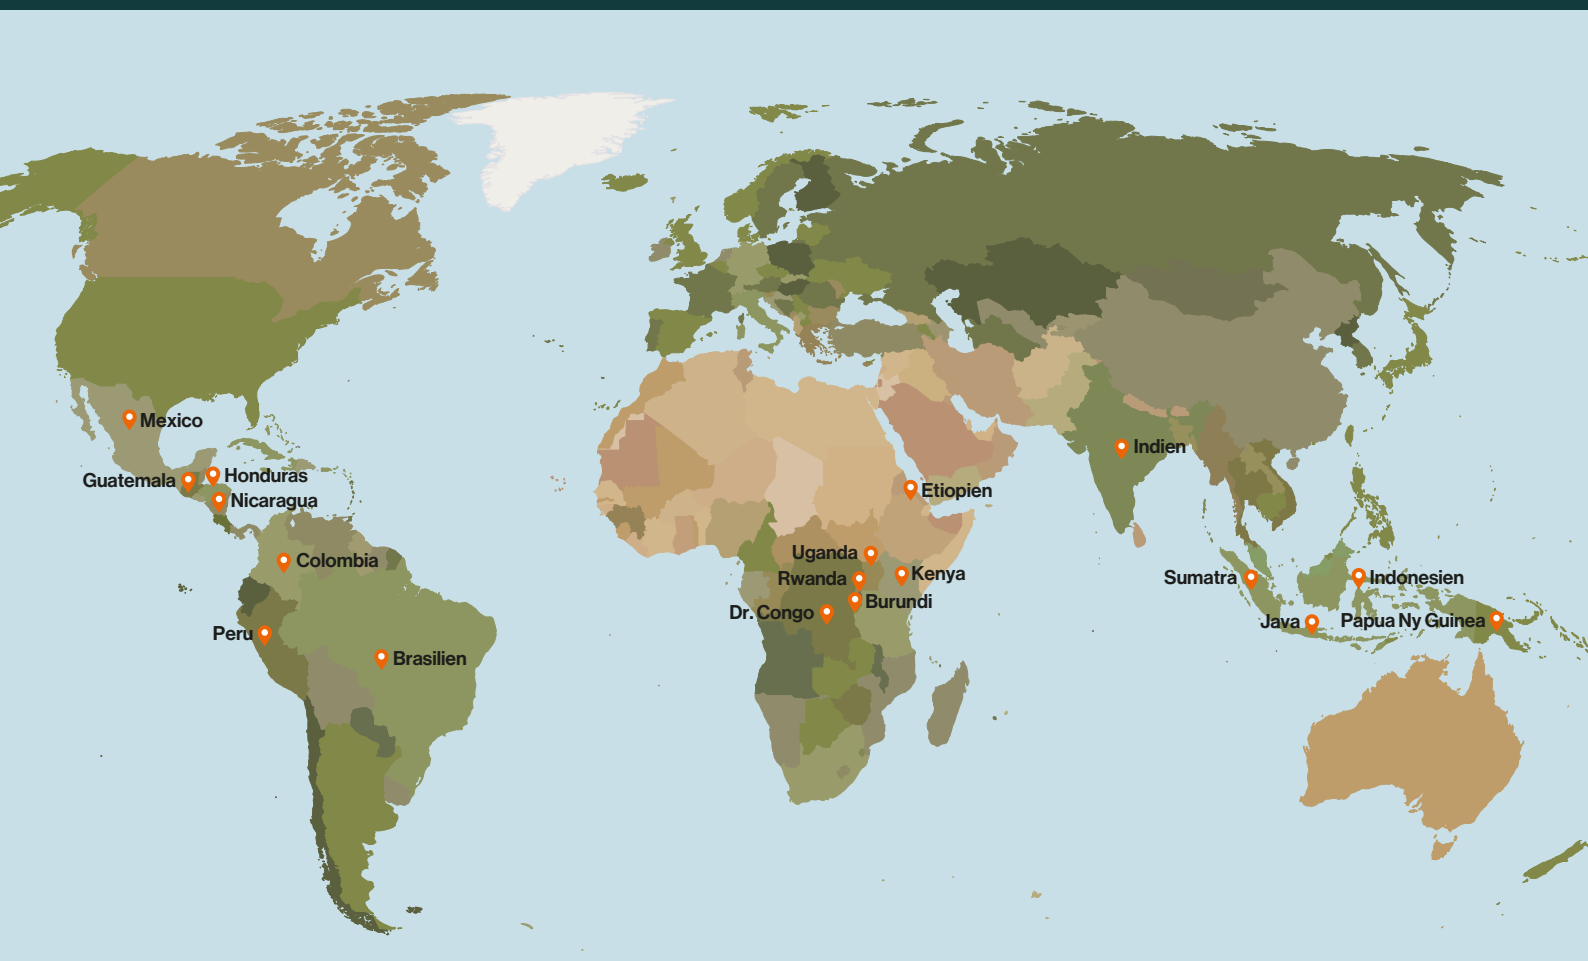 Mexico
Guatemala
Honduras
Nicaragua
Colombia
Peru
Brasilien
Etiopien
Uganda
Kenya
Rwanda
Burundi
Dr. Congo
Indien
Sumatra
Indonesien
Java
Papua Ny Guinea